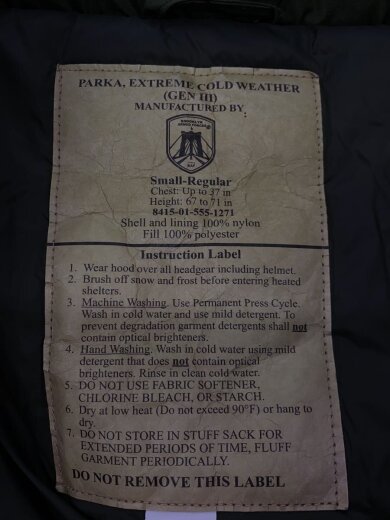 PARKA, EXTREME COLD WEATHER
(GEN III)
MANUFACTURED BY
BROOKLYN
Small-Regular
Chest: Up to 37 in
Height: 67 to 71 in
8415-01-555-1271
Shell and lining 100% nylon
Fill 100% polyester
Instruction Label
1. Wear hood over all headgear including helmet.
2. Brush off snow and frost before entering heated
shelters.
3. Machine Washing. Use Permanent Press Cycle.
Wash in cold water and use mild detergent. To
prevent degradation garment detergents shall not
contain optical brighteners.
4. Hand Washing. Wash in cold water using mild
detergent that does not contain optical
brighteners. Rinse in clean cold water.
5. DO NOT USE FABRIC SOFTENER,
CHLORINE BLEACH, OR STARCH.
6. Dry at low heat (Do not exceed 90°F) or hang to
dry.
7. DO NOT STORE IN STUFF SACK FOR
EXTENDED PERIODS OF TIME, FLUFF
GARMENT PERIODICALLY.
DO NOT REMOVE THIS LABEL